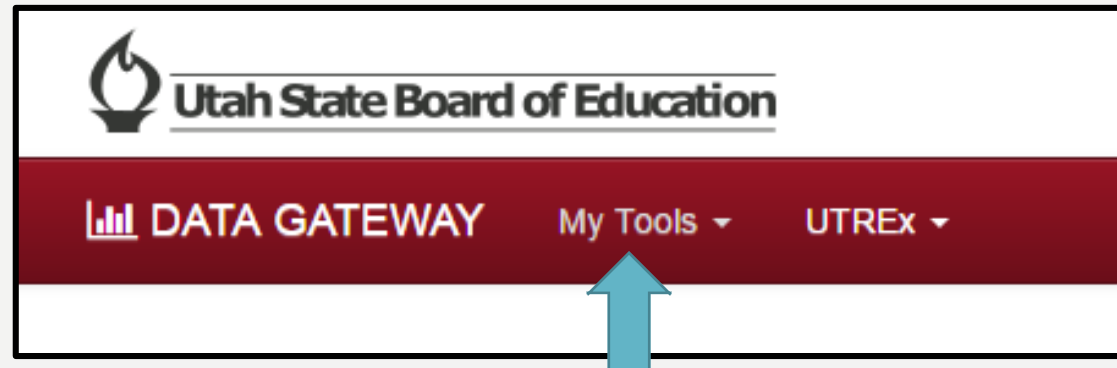 Utah State Board of Education
DATA GATEWAY My Tools UTREx